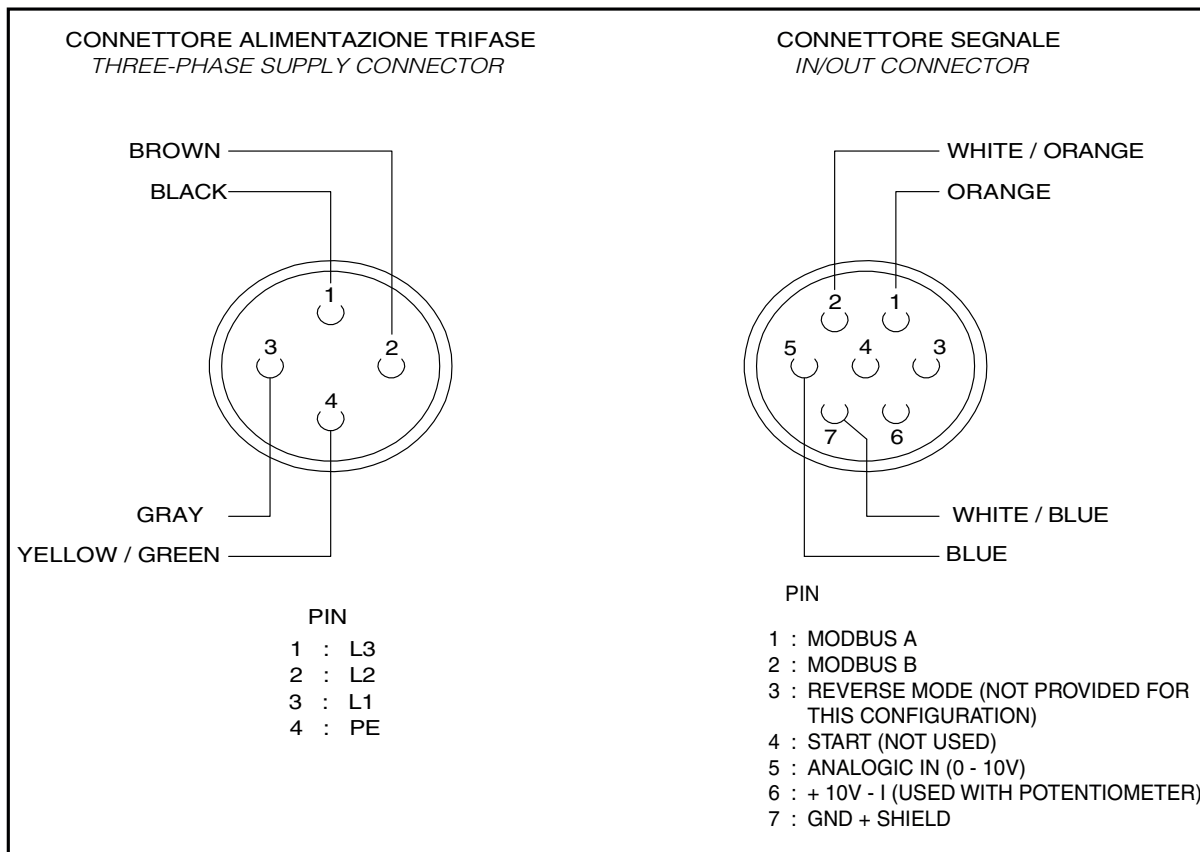 CONNETTORE ALIMENTAZIONE TRIFASE
THREE-PHASE SUPPLY CONNECTOR
BROWN
BLACK
1
3
2
4
GRAY
YELLOW / GREEN
PIN
1 : L3
2 : L2
3 : L1
4 : PE
CONNETTORE SEGNALE
IN/OUT CONNECTOR
WHITE / ORANGE
ORANGE
2 1
5 4 3
7 6
WHITE / BLUE
BLUE
PIN
1 : MODBUS A
2 : MODBUS B
3 : REVERSE MODE (NOT PROVIDED FOR
THIS CONFIGURATION)
4 : START (NOT USED)
5 : ANALOGIC IN (0 - 10V)
6 : + 10V - I (USED WITH POTENTIOMETER)
7 : GND + SHIELD